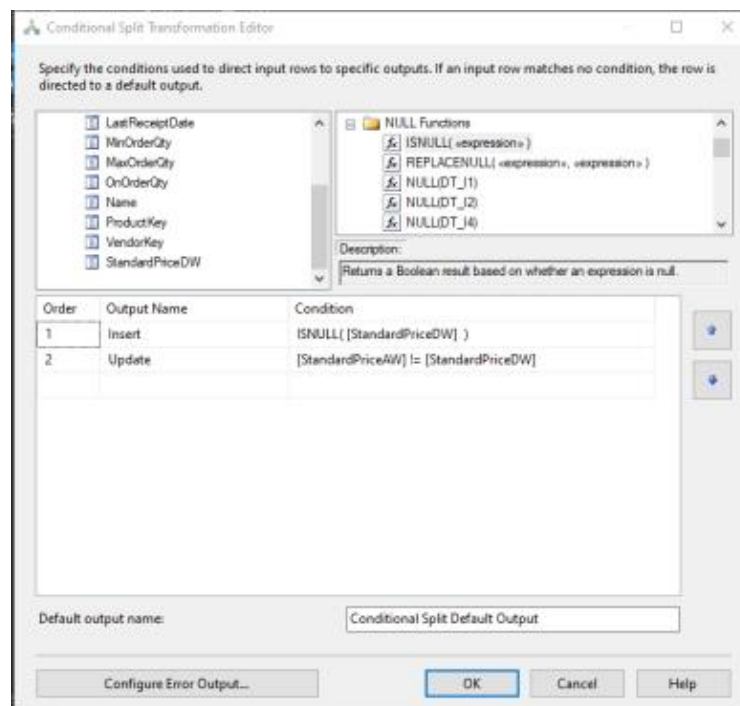 Conditional Split Transformation Editor
Specify the conditions used to direct input rows to specific outputs. If an input row matches no condition, the row is
directed to a default output.
LastReceiptDate
MinOrderQty
MaxOrderQty
OnOrderQty
Name
ProductKey
VendorKey
StandardPriceDW
NULL Functions
ISNULL( «expression» )
REPLACENULL( «expression», «expression» )
NULL(DT_I1)
NULL(DT_I2)
NULL(DT_I4)
Description:
Returns a Boolean result based on whether an expression is null.
Order Output Name Condition
1 Insert ISNULL( [StandardPriceDW] )
2 Update [StandardPriceAW] != [StandardPriceDW]
Default output name: Conditional Split Default Output
Configure Error Output... OK Cancel Help